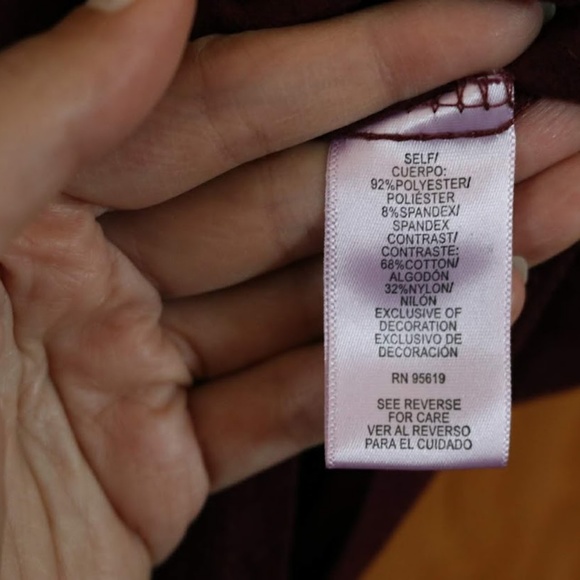 SELF/
CUERPO:
92%POLYESTER/
POLIÉSTER
8%SPANDEX/
SPANDEX
CONTRAST/
CONTRASTE:
68%COTTON/
ALGODÓN
32%NYLON/
NILÓN
EXCLUSIVE OF
DECORATION
EXCLUSIVO DE
DECORACIÓN
RN 95619
SEE REVERSE
FOR CARE
VER AL REVERSO
PARA EL CUIDADO